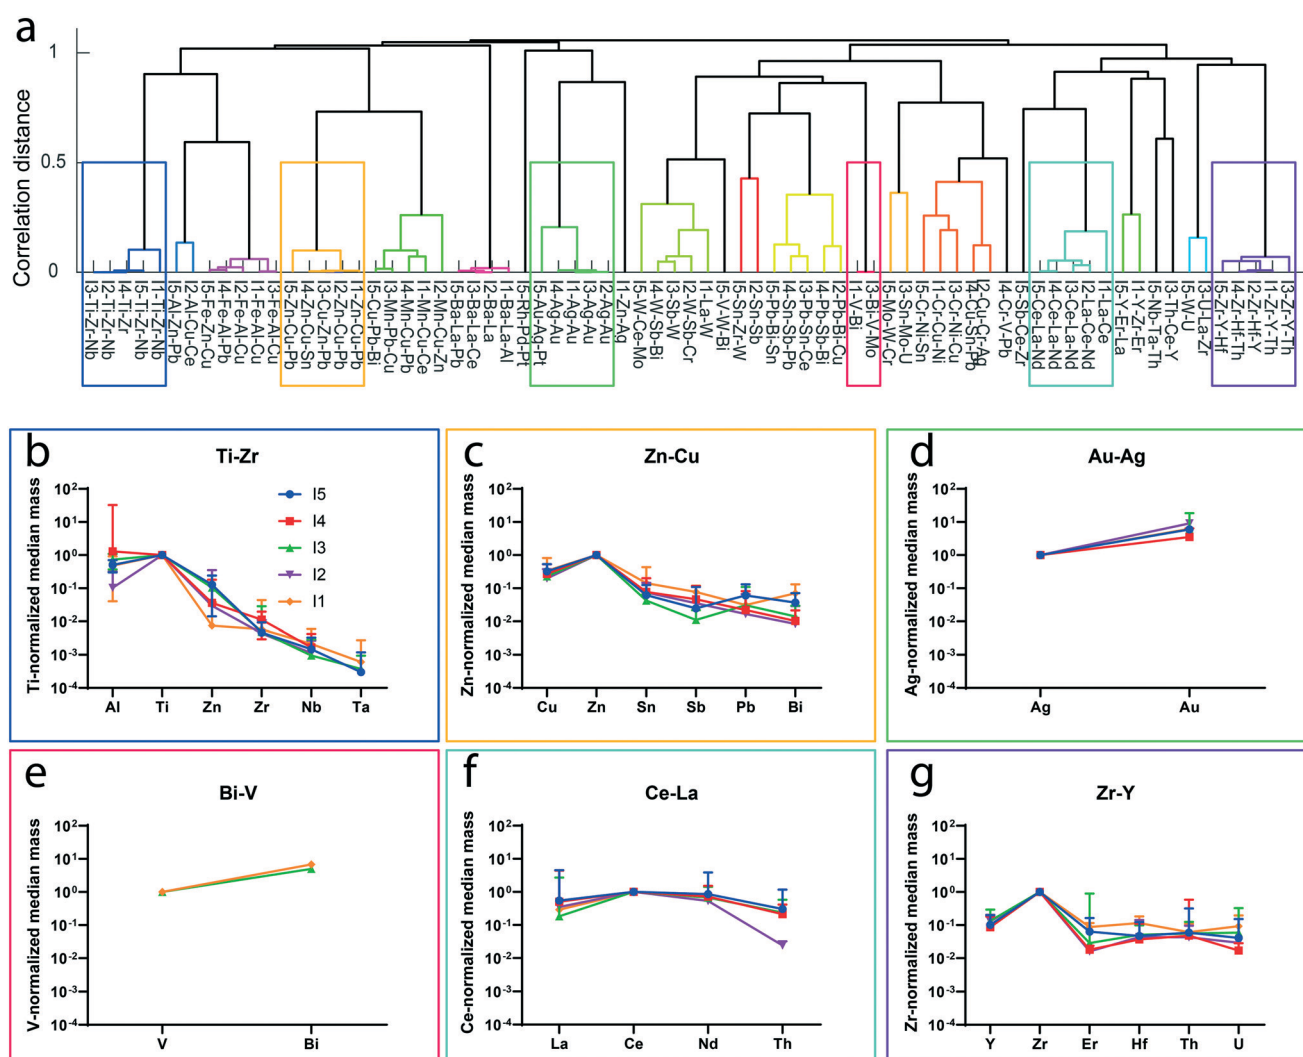 a
Correlation distance
1
0.5
0
I3-Ti-Zr-Nb
I2-Ti-Zr-Nb
I4-Ti-Zr
I5-Ti-Zr-Nb
I1-Ti-Zr-Nb
I5-Al-Zn-Pb
I2-Al-Cu-Ce
I5-Fe-Zn-Cu
I4-Fe-Al-Pb
I2-Fe-Al-Cu
I1-Fe-Al-Cu
I3-Fe-Al-Cu
I5-Zn-Cu-Pb
I4-Zn-Cu-Sn
I3-Cu-Zn-Pb
I2-Zn-Cu-Pb
I1-Zn-Cu-Pb
I5-Cu-Pb-Bi
I3-Mn-Pb-Cu
I4-Mn-Cu-Pb
I1-Mn-Cu-Ce
I2-Mn-Cu-Zn
I5-Ba-La-Pb
I3-Ba-La-Ce
I2-Ba-La
I1-Ba-La-Al
I5-Rh-Pd-Pt
I5-Au-Ag-Pt
I4-Ag-Au
I1-Ag-Au
I3-Ag-Au
I2-Ag-Au
I1-Zn-Ag
I5-W-Ce-Mo
I4-W-Sb-Bi
I3-Sb-W
I2-W-Sb-Cr
I1-La-W
I5-V-W-Bi
I5-Sn-Zr-W
I2-Sn-Sb
I5-Pb-Bi-Sn
I4-Sn-Sb-Pb
I3-Pb-Sn-Ce
I4-Pb-Sb-Bi
I2-Pb-Bi-Cu
I1-V-Bi
I3-Bi-V-Mo
I5-Mo-W-Cr
I3-Sn-Mo-U
I5-Cr-Ni-Sn
I1-Cr-Cu-Ni
I3-Cr-Ni-Cu
I2-Cu-Cr-Ag
I4-Cr-V-Pb
I5-Sb-Ce-Zr
I5-Ce-La-Nd
I4-Ce-La-Nd
I3-Ce-La-Nd
I2-La-Ce-Nd
I1-La-Ce
I5-Y-Er-La
I1-Y-Zr-Er
I5-Nb-Ta-Th
I3-Th-Ce-Y
I5-W-U
I3-U-La-Zr
I5-Zr-Y-Hf
I4-Zr-Hf-Th
I2-Zr-Hf-Y
I1-Zr-Y-Th
I3-Zr-Y-Th
b
Ti-Zr
Ti-normalized median mass
10²
10¹
10⁰
10⁻¹
10⁻²
10⁻³
10⁻⁴
I5
I4
I3
I2
I1
Al Ti Zn Zr Nb Ta
c
Zn-Cu
Zn-normalized median mass
10²
10¹
10⁰
10⁻¹
10⁻²
10⁻³
10⁻⁴
Cu Zn Sn Sb Pb Bi
d
Au-Ag
Ag-normalized median mass
10²
10¹
10⁰
10⁻¹
10⁻²
10⁻³
10⁻⁴
Ag Au
e
Bi-V
V-normalized median mass
10²
10¹
10⁰
10⁻¹
10⁻²
10⁻³
10⁻⁴
V Bi
f
Ce-La
Ce-normalized median mass
10²
10¹
10⁰
10⁻¹
10⁻²
10⁻³
10⁻⁴
La Ce Nd Th
g
Zr-Y
Zr-normalized median mass
10²
10¹
10⁰
10⁻¹
10⁻²
10⁻³
10⁻⁴
Y Zr Er Hf Th U